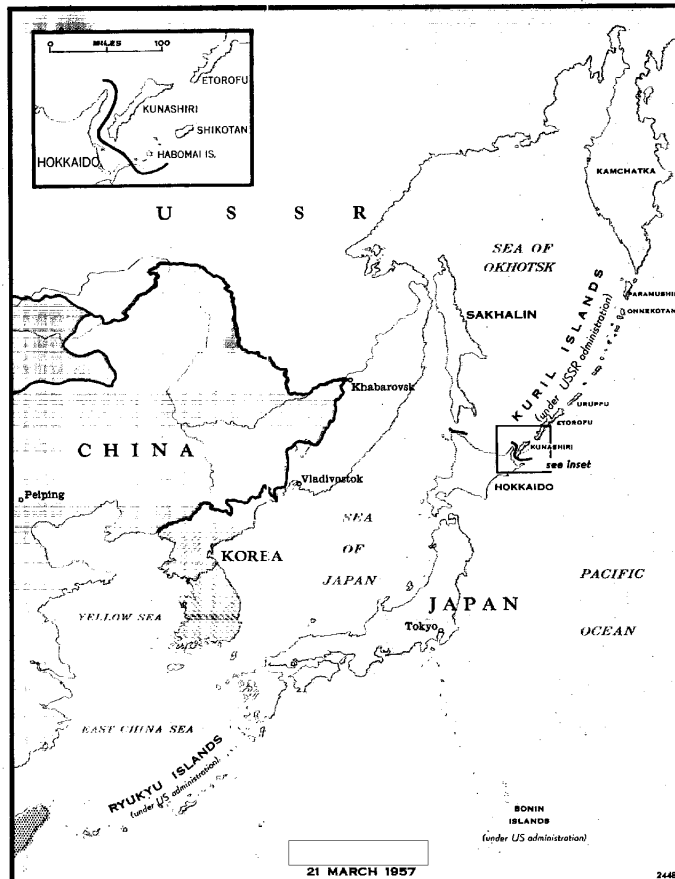 0 MILES 100
ETOROFU
KUNASHIRI
SHIKOTAN
HABOMAI IS.
HOKKAIDO
U S S R
KAMCHATKA
SEA OF
OKHOTSK
SAKHALIN
PARAMUSHIR
ONNEKOTAN
KURIL ISLANDS
(under USSR administration)
URUPPU
ETOROFU
KUNASHIRI
see inset
HOKKAIDO
Khabarovsk
CHINA
Vladivostok
Peiping
SEA
OF
JAPAN
KOREA
JAPAN
Tokyo
PACIFIC
OCEAN
YELLOW SEA
EAST CHINA SEA
RYUKYU ISLANDS
(under US administration)
BONIN
ISLANDS
(under US administration)
21 MARCH 1957
2448